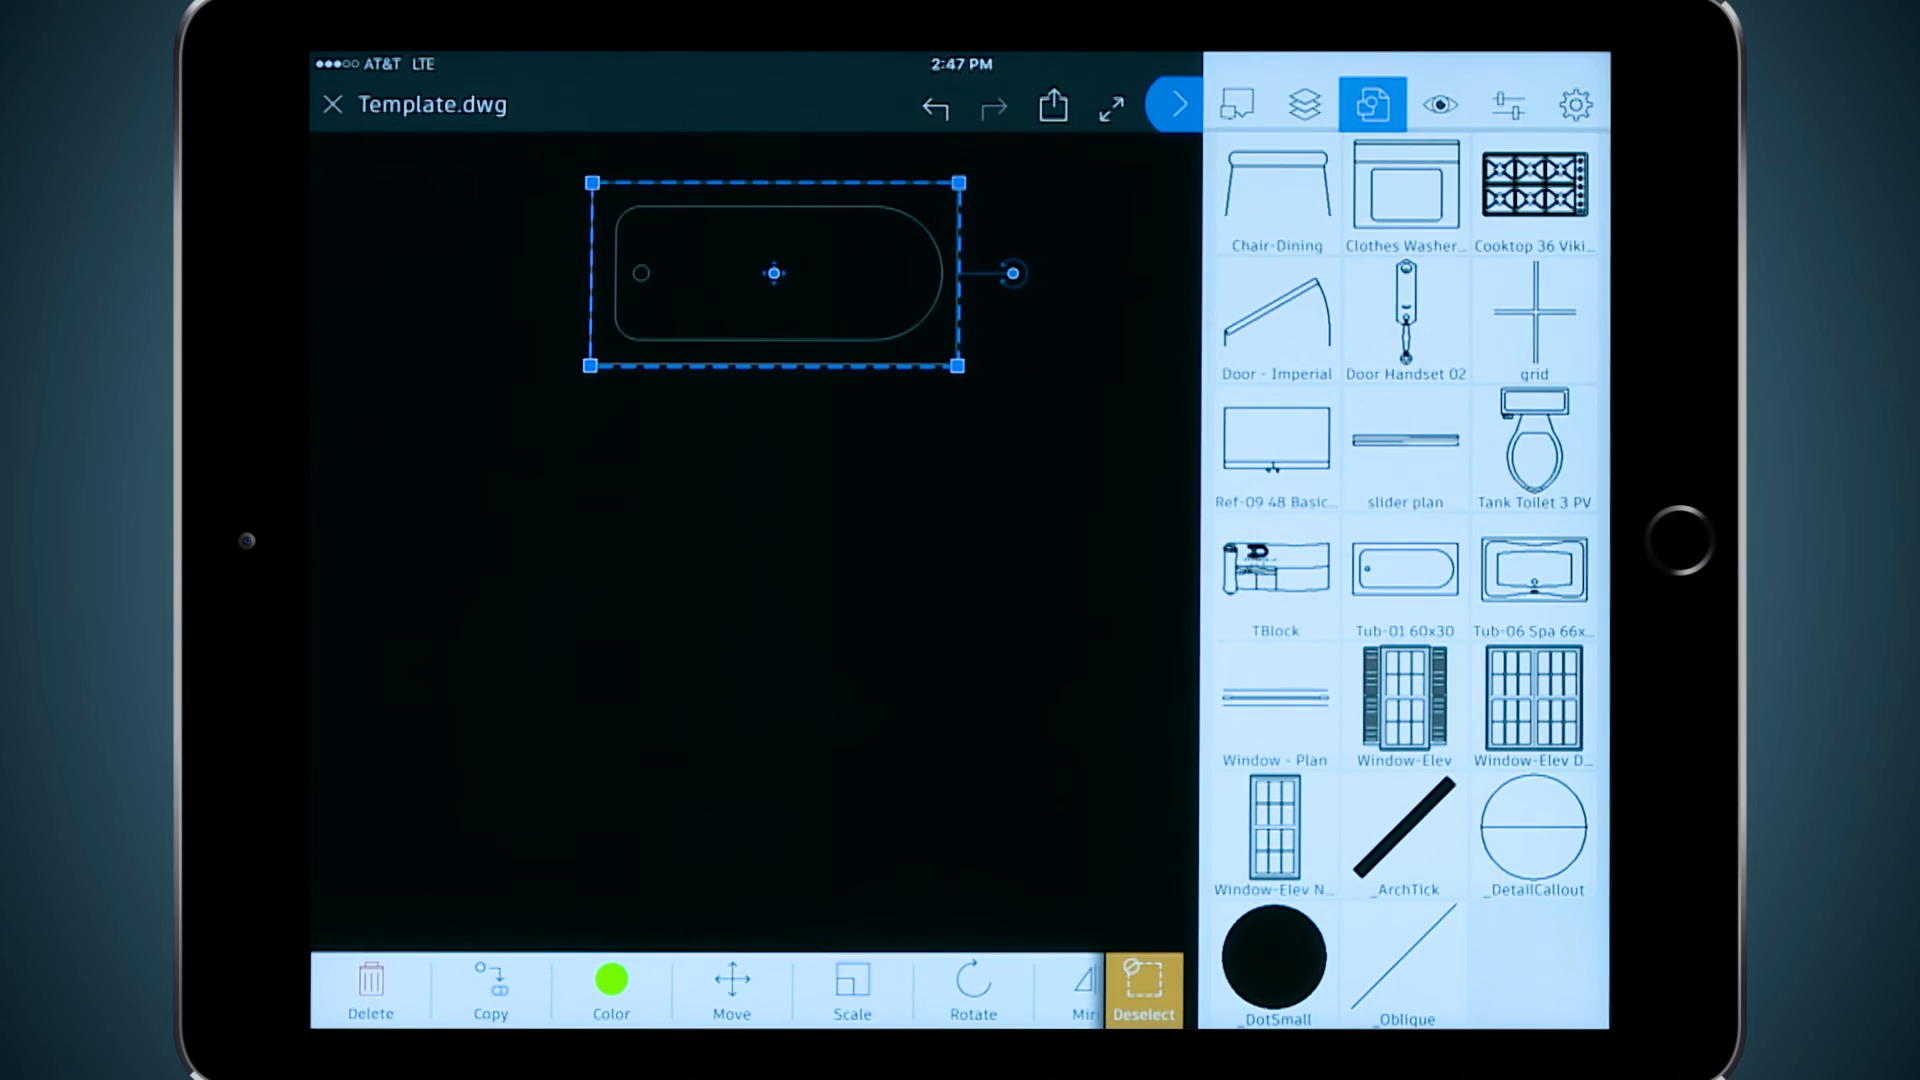 AT&T LTE
2:47 PM
Template.dwg
Chair-Dining
Clothes Washer...
Cooktop 36 Viki...
Door - Imperial
Door Handset 02
grid
Ref-09 48 Basic...
slider plan
Tank Toilet 3 PV
TBlock
Tub-01 60x30
Tub-06 Spa 66x...
Window - Plan
Window-Elev
Window-Elev D...
Window-Elev N...
_ArchTick
_DetailCallout
_DotSmall
_Oblique
Delete
Copy
Color
Move
Scale
Rotate
Mir
Deselect